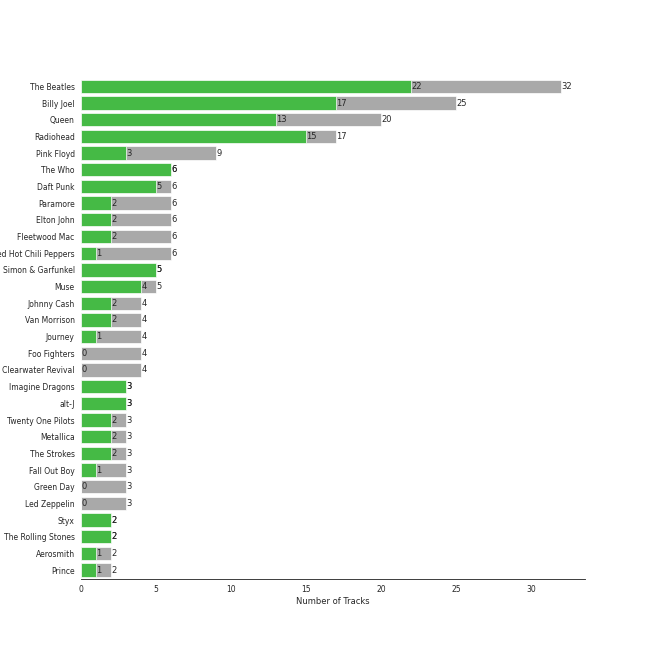 The Beatles 22 32
Billy Joel 17 25
Queen 13 20
Radiohead 15 17
Pink Floyd 3 9
The Who 6
Daft Punk 5 6
Paramore 2 6
Elton John 2 6
Fleetwood Mac 2 6
ed Hot Chili Peppers 1 6
Simon & Garfunkel 5
Muse 4 5
Johnny Cash 2 4
Van Morrison 2 4
Journey 1 4
Foo Fighters 0 4
Clearwater Revival 0 4
Imagine Dragons 3
alt-J 3
Twenty One Pilots 2 3
Metallica 2 3
The Strokes 2 3
Fall Out Boy 1 3
Green Day 0 3
Led Zeppelin 0 3
Styx 2
The Rolling Stones 2
Aerosmith 1 2
Prince 1 2
0 5 10 15 20 25 30
Number of Tracks